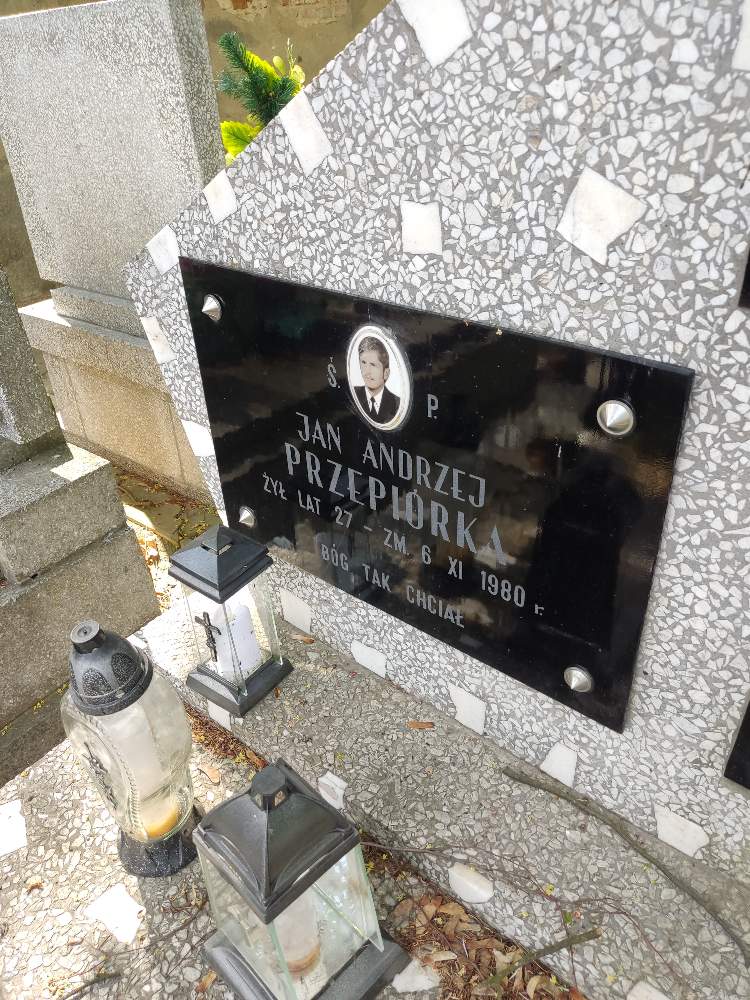 Ś. P.
JAN ANDRZEJ
PRZEPIÓRKA
ŻYŁ LAT 27 - ZM. 6 XI 1980 r.
BÓG TAK CHCIAŁ